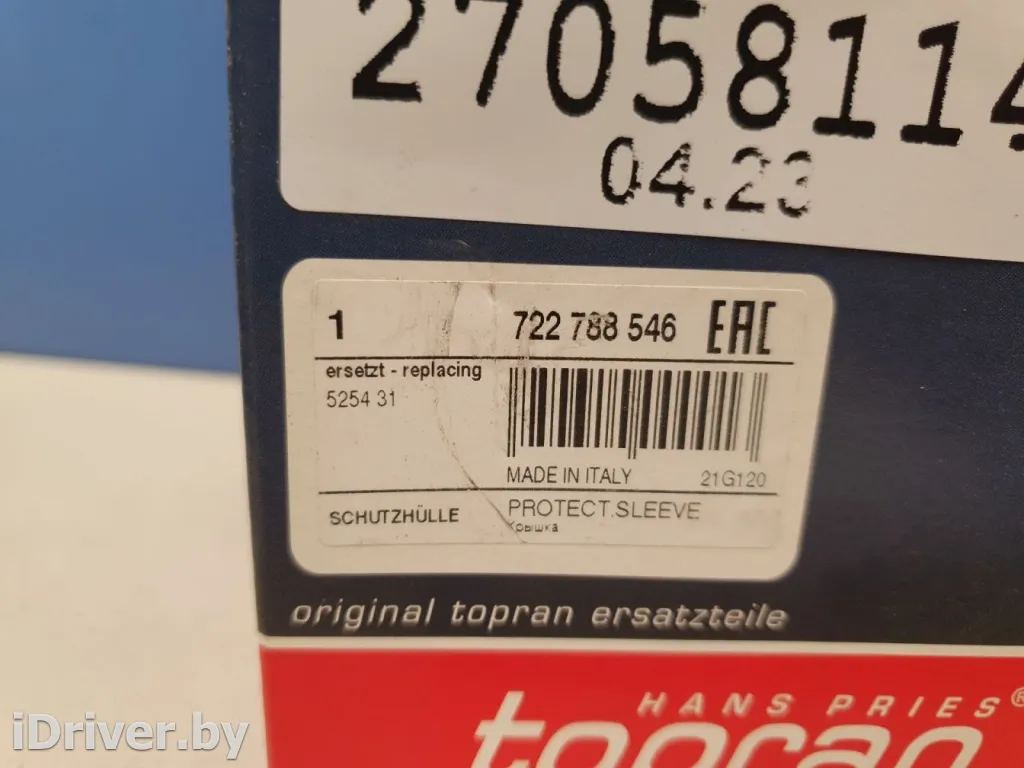 27058114
04.23
1 722 788 546 EAC
ersetzt - replacing
5254 31
MADE IN ITALY 21G120
SCHUTZHÜLLE PROTECT.SLEEVE
Крышка
original topran ersatzteile
HANS PRIES®
topran
iDriver.by